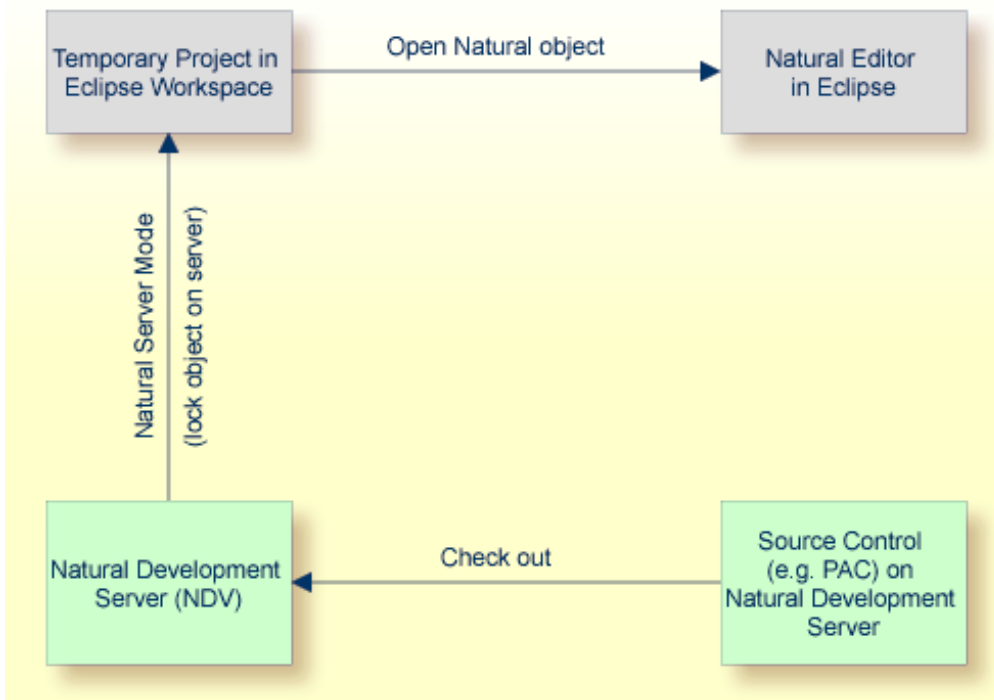 Temporary Project in
Eclipse Workspace
Open Natural object
Natural Editor
in Eclipse
Natural Server Mode
(lock object on server)
Natural Development
Server (NDV)
Check out
Source Control
(e.g. PAC) on
Natural Development
Server